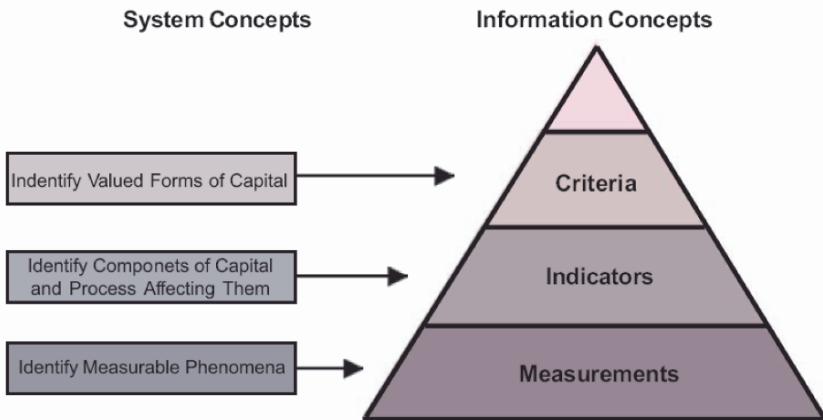 System Concepts
Information Concepts
Indentify Valued Forms of Capital
Criteria
Identify Componets of Capital
and Process Affecting Them
Indicators
Identify Measurable Phenomena
Measurements